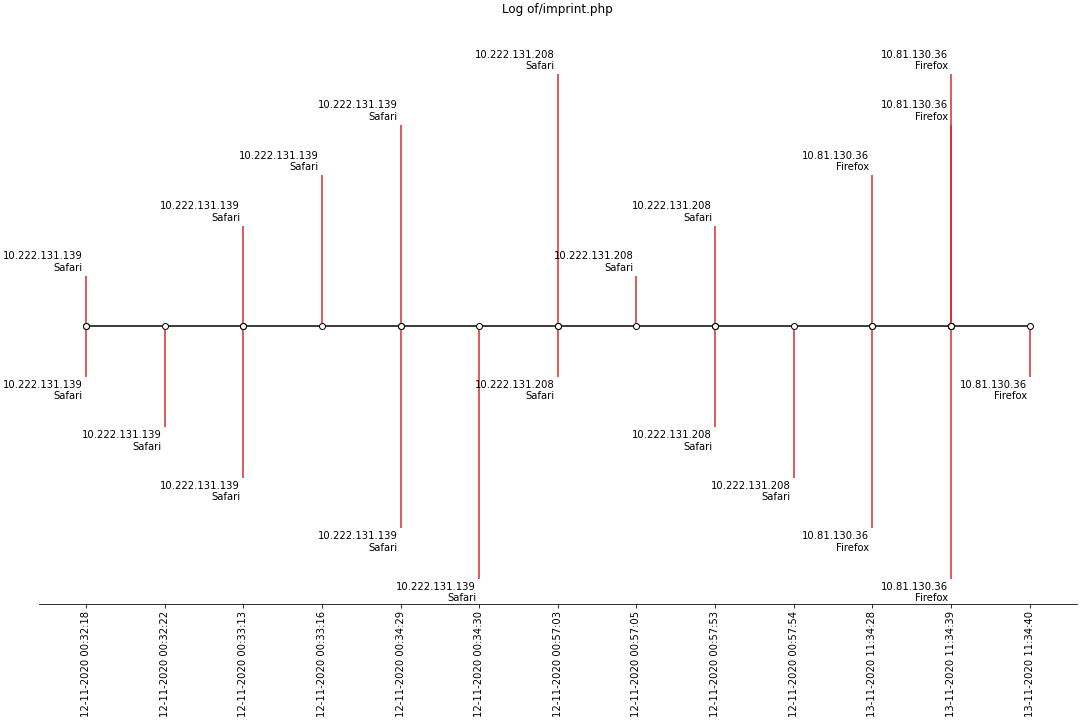 Log of/imprint.php
10.222.131.208
Safari
10.81.130.36
Firefox
10.222.131.139
Safari
10.81.130.36
Firefox
10.222.131.139
Safari
10.81.130.36
Firefox
10.222.131.139
Safari
10.222.131.208
Safari
10.222.131.139
Safari
10.222.131.208
Safari
10.222.131.139
Safari
10.222.131.208
Safari
10.81.130.36
Firefox
10.222.131.139
Safari
10.222.131.208
Safari
10.222.131.139
Safari
10.222.131.208
Safari
10.222.131.139
Safari
10.81.130.36
Firefox
10.222.131.139
Safari
10.81.130.36
Firefox
12-11-2020 00:32:18
12-11-2020 00:32:22
12-11-2020 00:33:13
12-11-2020 00:33:16
12-11-2020 00:34:29
12-11-2020 00:34:30
12-11-2020 00:57:03
12-11-2020 00:57:05
12-11-2020 00:57:53
12-11-2020 00:57:54
13-11-2020 11:34:28
13-11-2020 11:34:39
13-11-2020 11:34:40